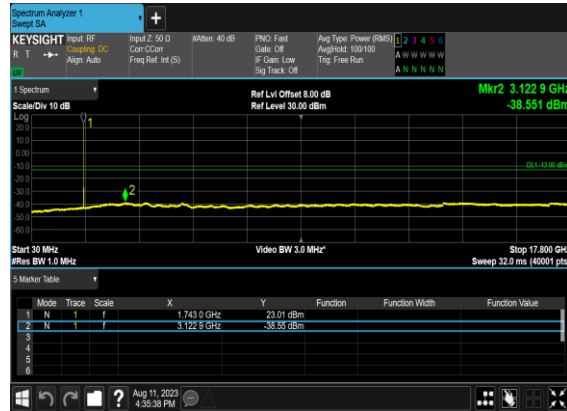 Spectrum Analyzer 1
Swept SA
+
KEYSIGHT Input: RF Input Z: 50 Ω #Atten: 40 dB PNO: Fast Avg Type: Power (RMS) 1 2 3 4 5 6
R T Coupling: DC Corr CCorr Gate: Off Avg|Hold: 100/100 A W W W W W
Align: Auto Freq Ref: Int (S) IF Gain: Low Trig: Free Run
LW Sig Track: Off A N N N N N
1 Spectrum Ref Lvl Offset 8.00 dB Mkr2 3.122 9 GHz
Scale/Div 10 dB Ref Level 30.00 dBm -38.551 dBm
Log
20.0
10.0
0.00
-10.0
-20.0
-30.0
-40.0
-50.0
-60.0
1
DL1 -13.00 dBm
2
Start 30 MHz Video BW 3.0 MHz* Stop 17.800 GHz
#Res BW 1.0 MHz Sweep 32.0 ms (40001 pts)
5 Marker Table
Mode Trace Scale X Y Function Function Width Function Value
1 N 1 f 1.743 0 GHz 23.01 dBm
2 N 1 f 3.122 9 GHz -38.55 dBm
3
4
5
6
? Aug 11, 2023
4:35:38 PM